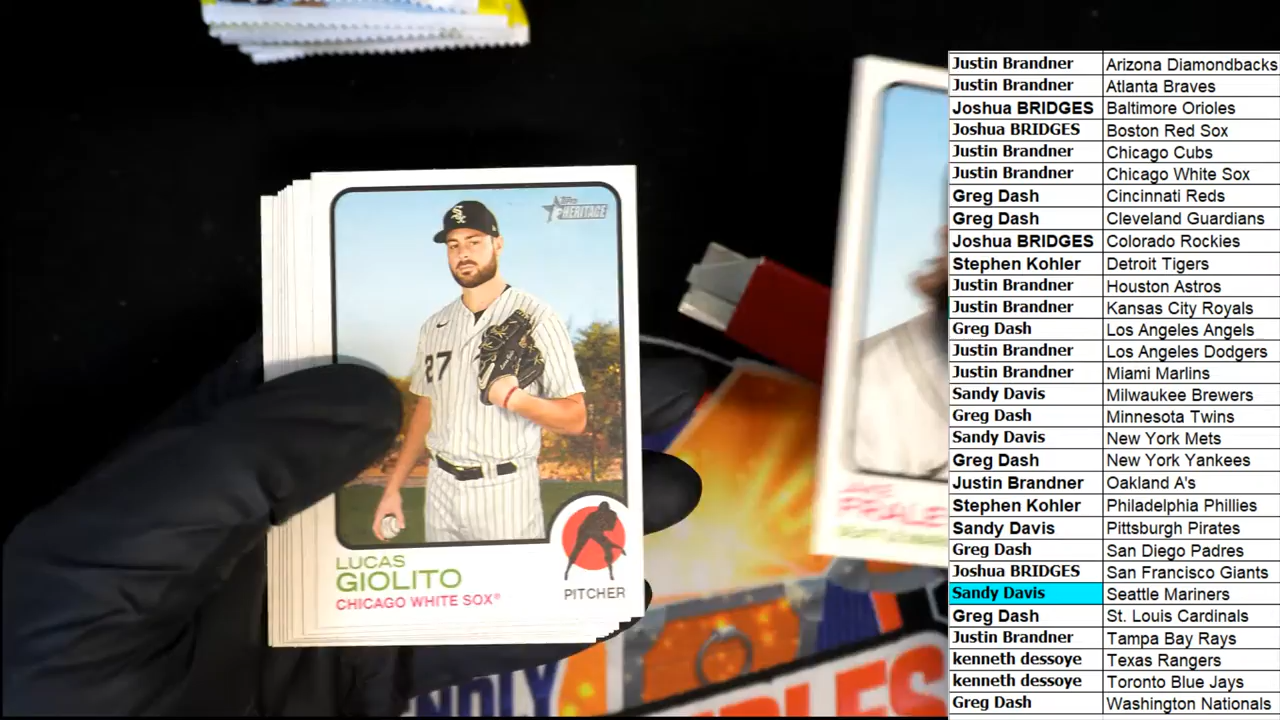 Topps
HERITAGE
27
LUCAS
GIOLITO
CHICAGO WHITE SOX®
PITCHER
Justin Brandner Arizona Diamondbacks
Justin Brandner Atlanta Braves
Joshua BRIDGES Baltimore Orioles
Joshua BRIDGES Boston Red Sox
Justin Brandner Chicago Cubs
Justin Brandner Chicago White Sox
Greg Dash Cincinnati Reds
Greg Dash Cleveland Guardians
Joshua BRIDGES Colorado Rockies
Stephen Kohler Detroit Tigers
Justin Brandner Houston Astros
Justin Brandner Kansas City Royals
Greg Dash Los Angeles Angels
Justin Brandner Los Angeles Dodgers
Justin Brandner Miami Marlins
Sandy Davis Milwaukee Brewers
Greg Dash Minnesota Twins
Sandy Davis New York Mets
Greg Dash New York Yankees
Justin Brandner Oakland A's
Stephen Kohler Philadelphia Phillies
Sandy Davis Pittsburgh Pirates
Greg Dash San Diego Padres
Joshua BRIDGES San Francisco Giants
Sandy Davis Seattle Mariners
Greg Dash St. Louis Cardinals
Justin Brandner Tampa Bay Rays
kenneth dessoye Texas Rangers
kenneth dessoye Toronto Blue Jays
Greg Dash Washington Nationals